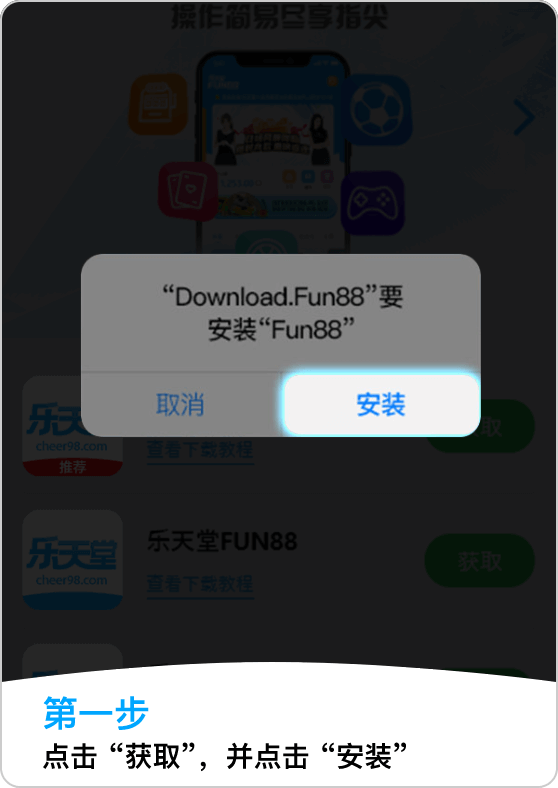 操作简易尽享指尖
FUN88
“Download.Fun88”要
安装“Fun88”
取消
安装
乐天堂
cheer98.com
推荐
查看下载教程
取
乐天堂
cheer98.com
乐天堂FUN88
查看下载教程
获取
第一步
点击“获取”，并点击“安装”